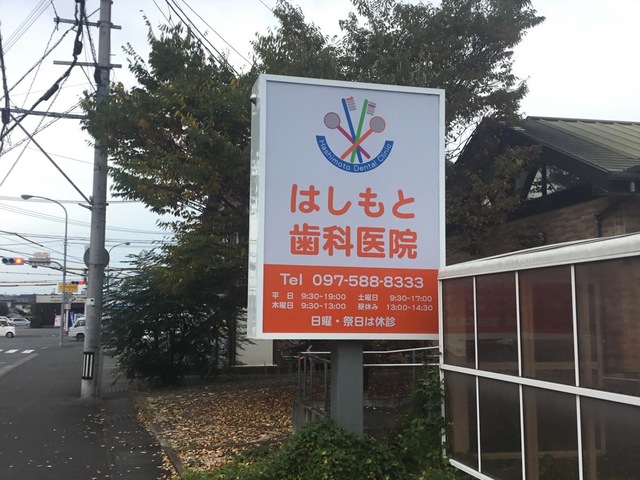 Hashimoto Dental Clinic
はしもと
歯科医院
Tel 097-588-8333
平 日 9:30~19:00 土曜日 9:30~17:00
木曜日 9:30~13:00 昼休み 13:00~14:30
日曜・祭日は休診